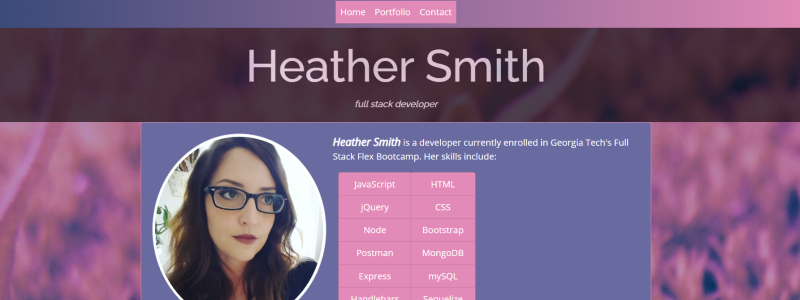 Home Portfolio Contact
Heather Smith
full stack developer
Heather Smith is a developer currently enrolled in Georgia Tech's Full
Stack Flex Bootcamp. Her skills include:
JavaScript HTML
jQuery CSS
Node Bootstrap
Postman MongoDB
Express mySQL
Handlebars Sequelize